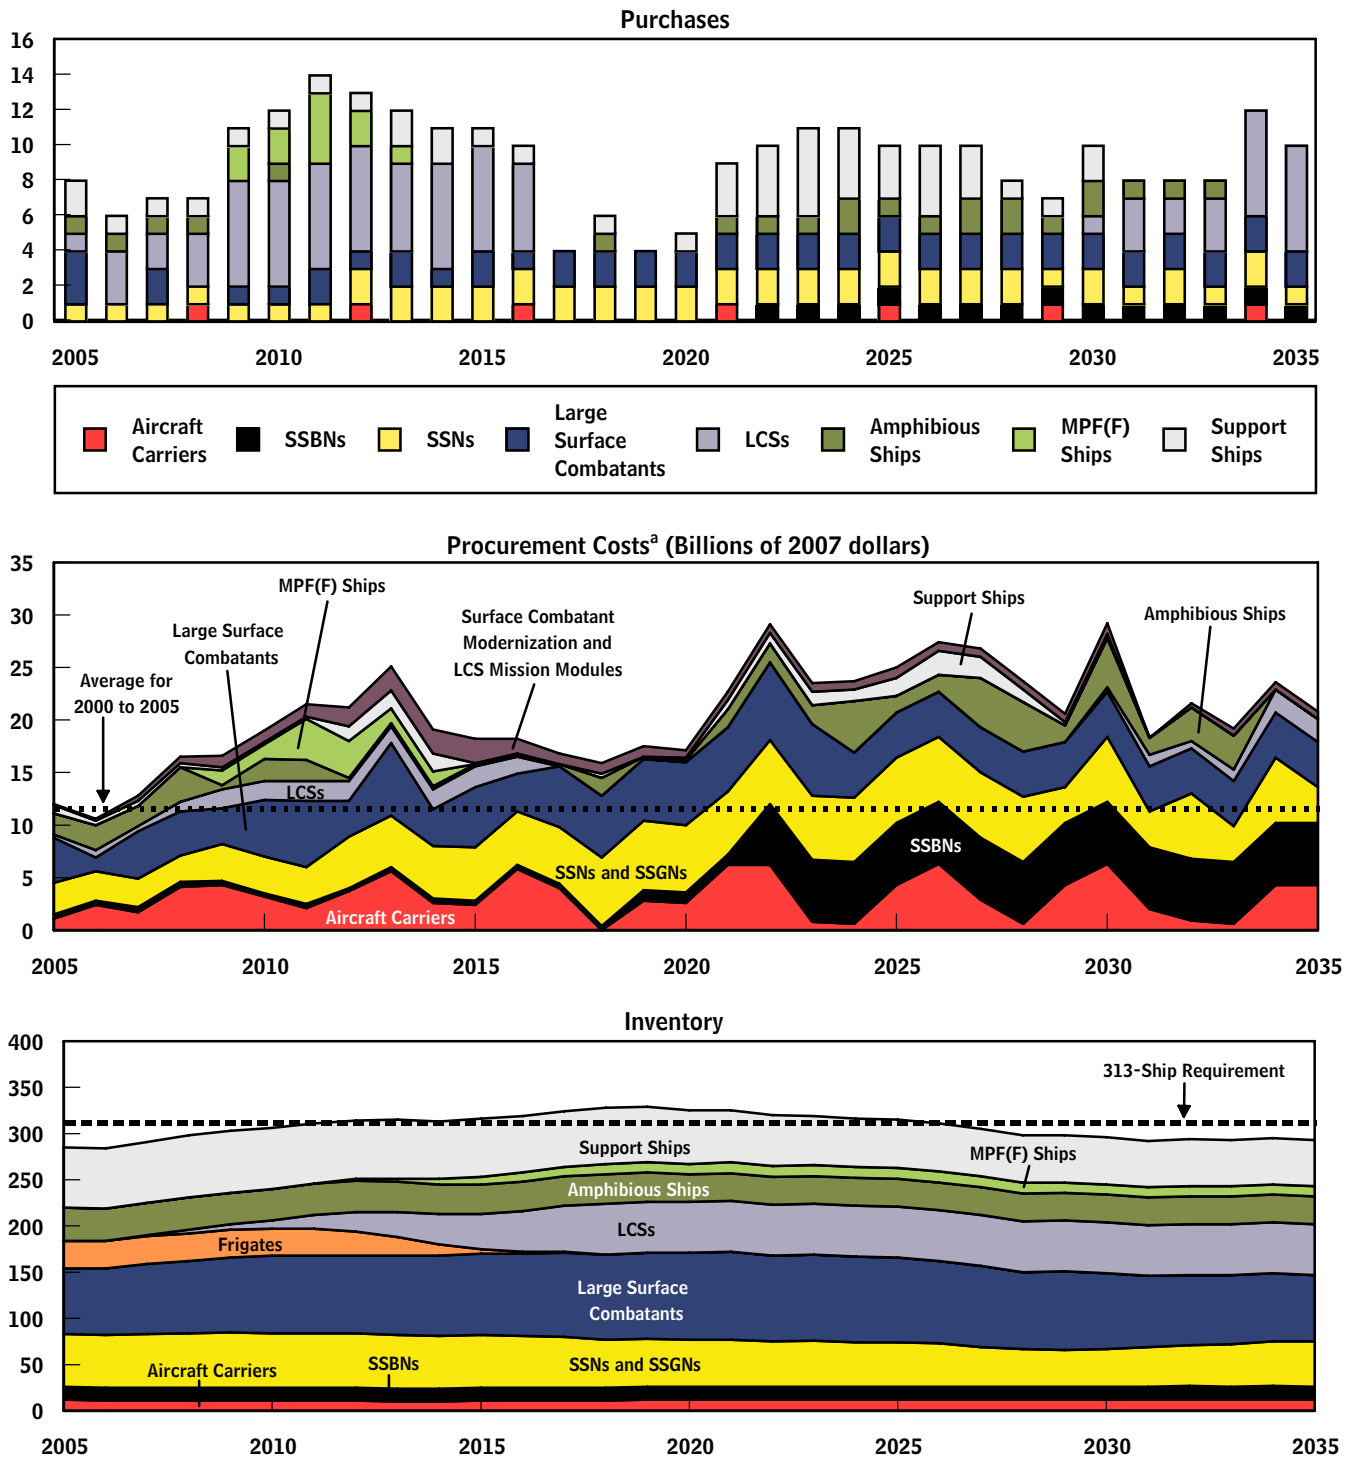 Purchases
16
14
12
10
8
6
4
2
0
2005 2010 2015 2020 2025 2030 2035
Aircraft
Carriers
SSBNs
SSNs
Large
Surface
Combatants
LCSs
Amphibious
Ships
MPF(F)
Ships
Support
Ships
Procurement Costsa (Billions of 2007 dollars)
35
30
25
20
15
10
5
0
MPF(F) Ships
Large Surface
Combatants
Average for
2000 to 2005
Surface Combatant
Modernization and
LCS Mission Modules
Support Ships
Amphibious Ships
LCSs
SSNs and SSGNs
SSBNs
Aircraft Carriers
2005 2010 2015 2020 2025 2030 2035
Inventory
400
350
300
250
200
150
100
50
0
313-Ship Requirement
Support Ships
MPF(F) Ships
Amphibious Ships
LCSs
Frigates
Large Surface
Combatants
SSBNs
SSNs and SSGNs
Aircraft Carriers
2005 2010 2015 2020 2025 2030 2035